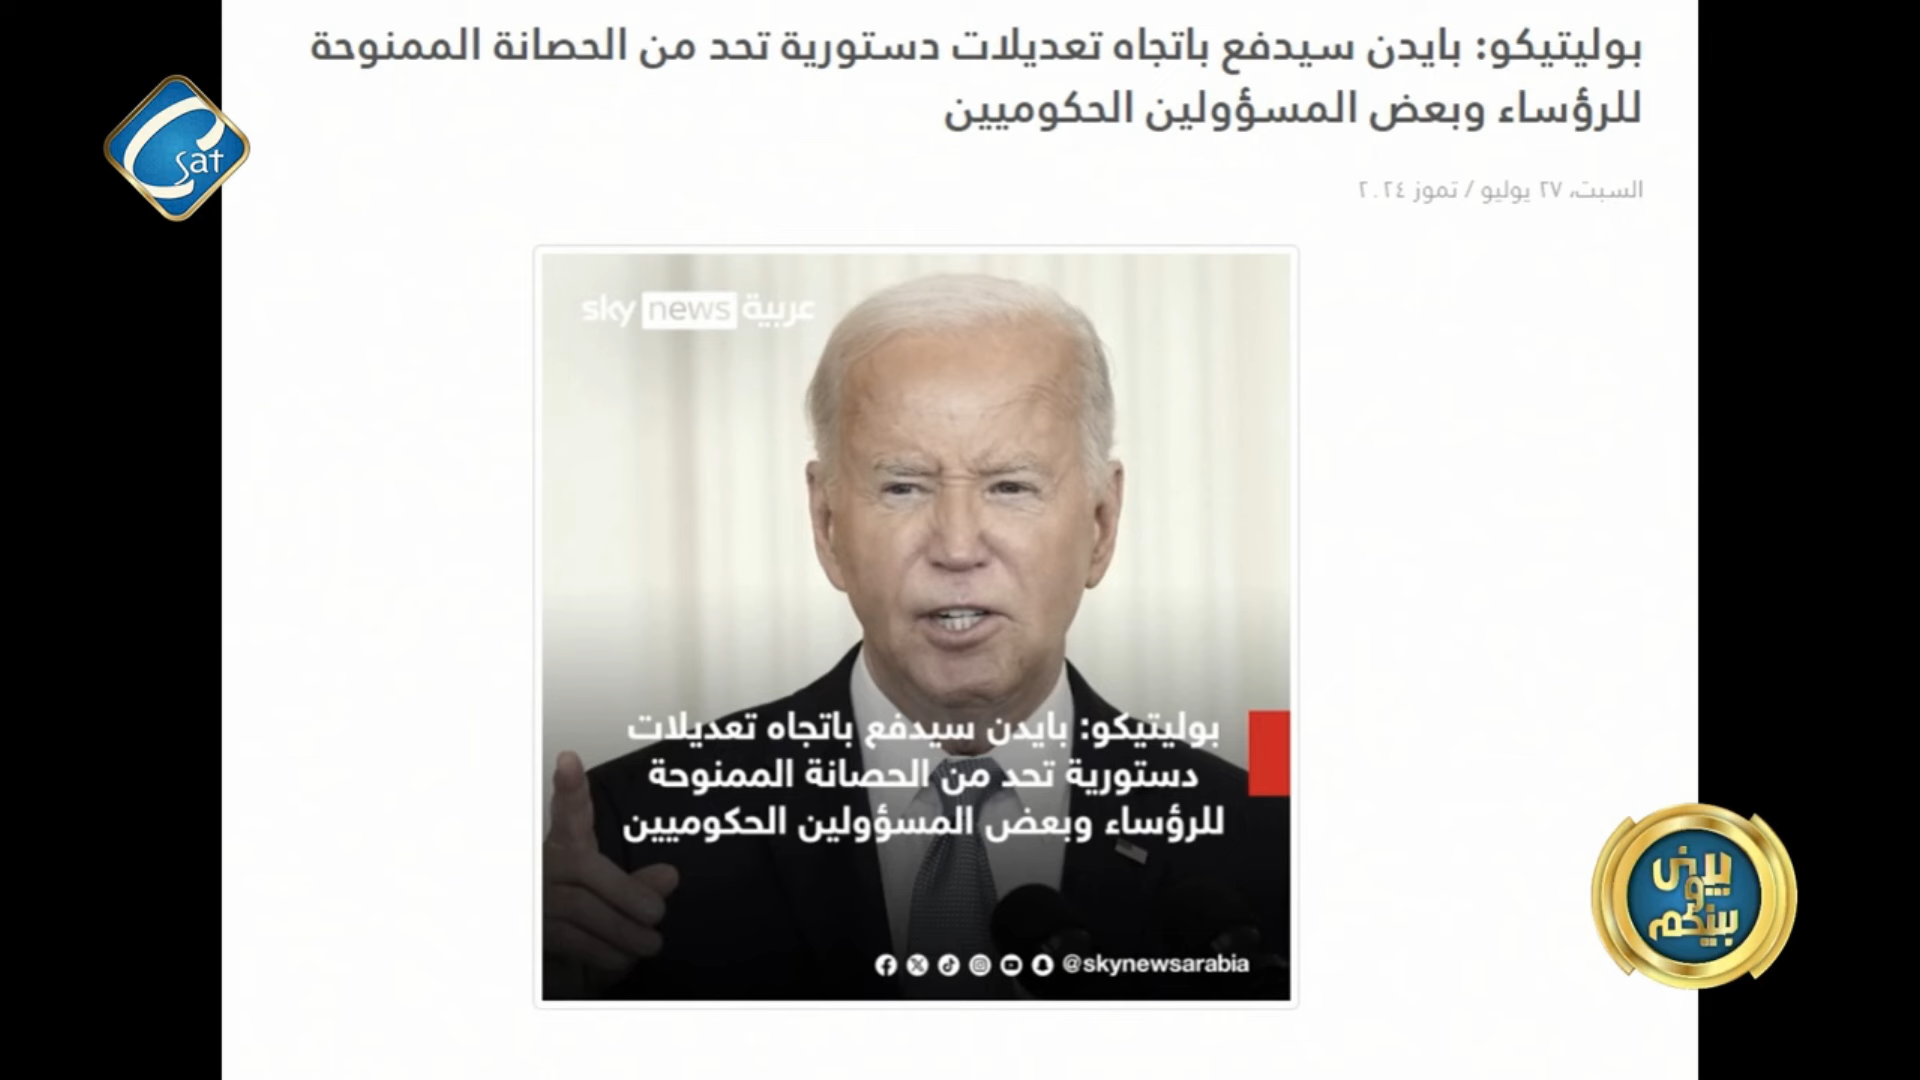 بوليتيكو: بايدن سيدفع باتجاه تعديلات دستورية تحد من الحصانة الممنوحة
للرؤساء وبعض المسؤولين الحكوميين
السبت، ٢٧ يوليو / تموز ٢٠٢٤
C sat
sky news عربية
بوليتيكو: بايدن سيدفع باتجاه تعديلات
دستورية تحد من الحصانة الممنوحة
للرؤساء وبعض المسؤولين الحكوميين
@skynewsarabia
بيني
و
بينكم